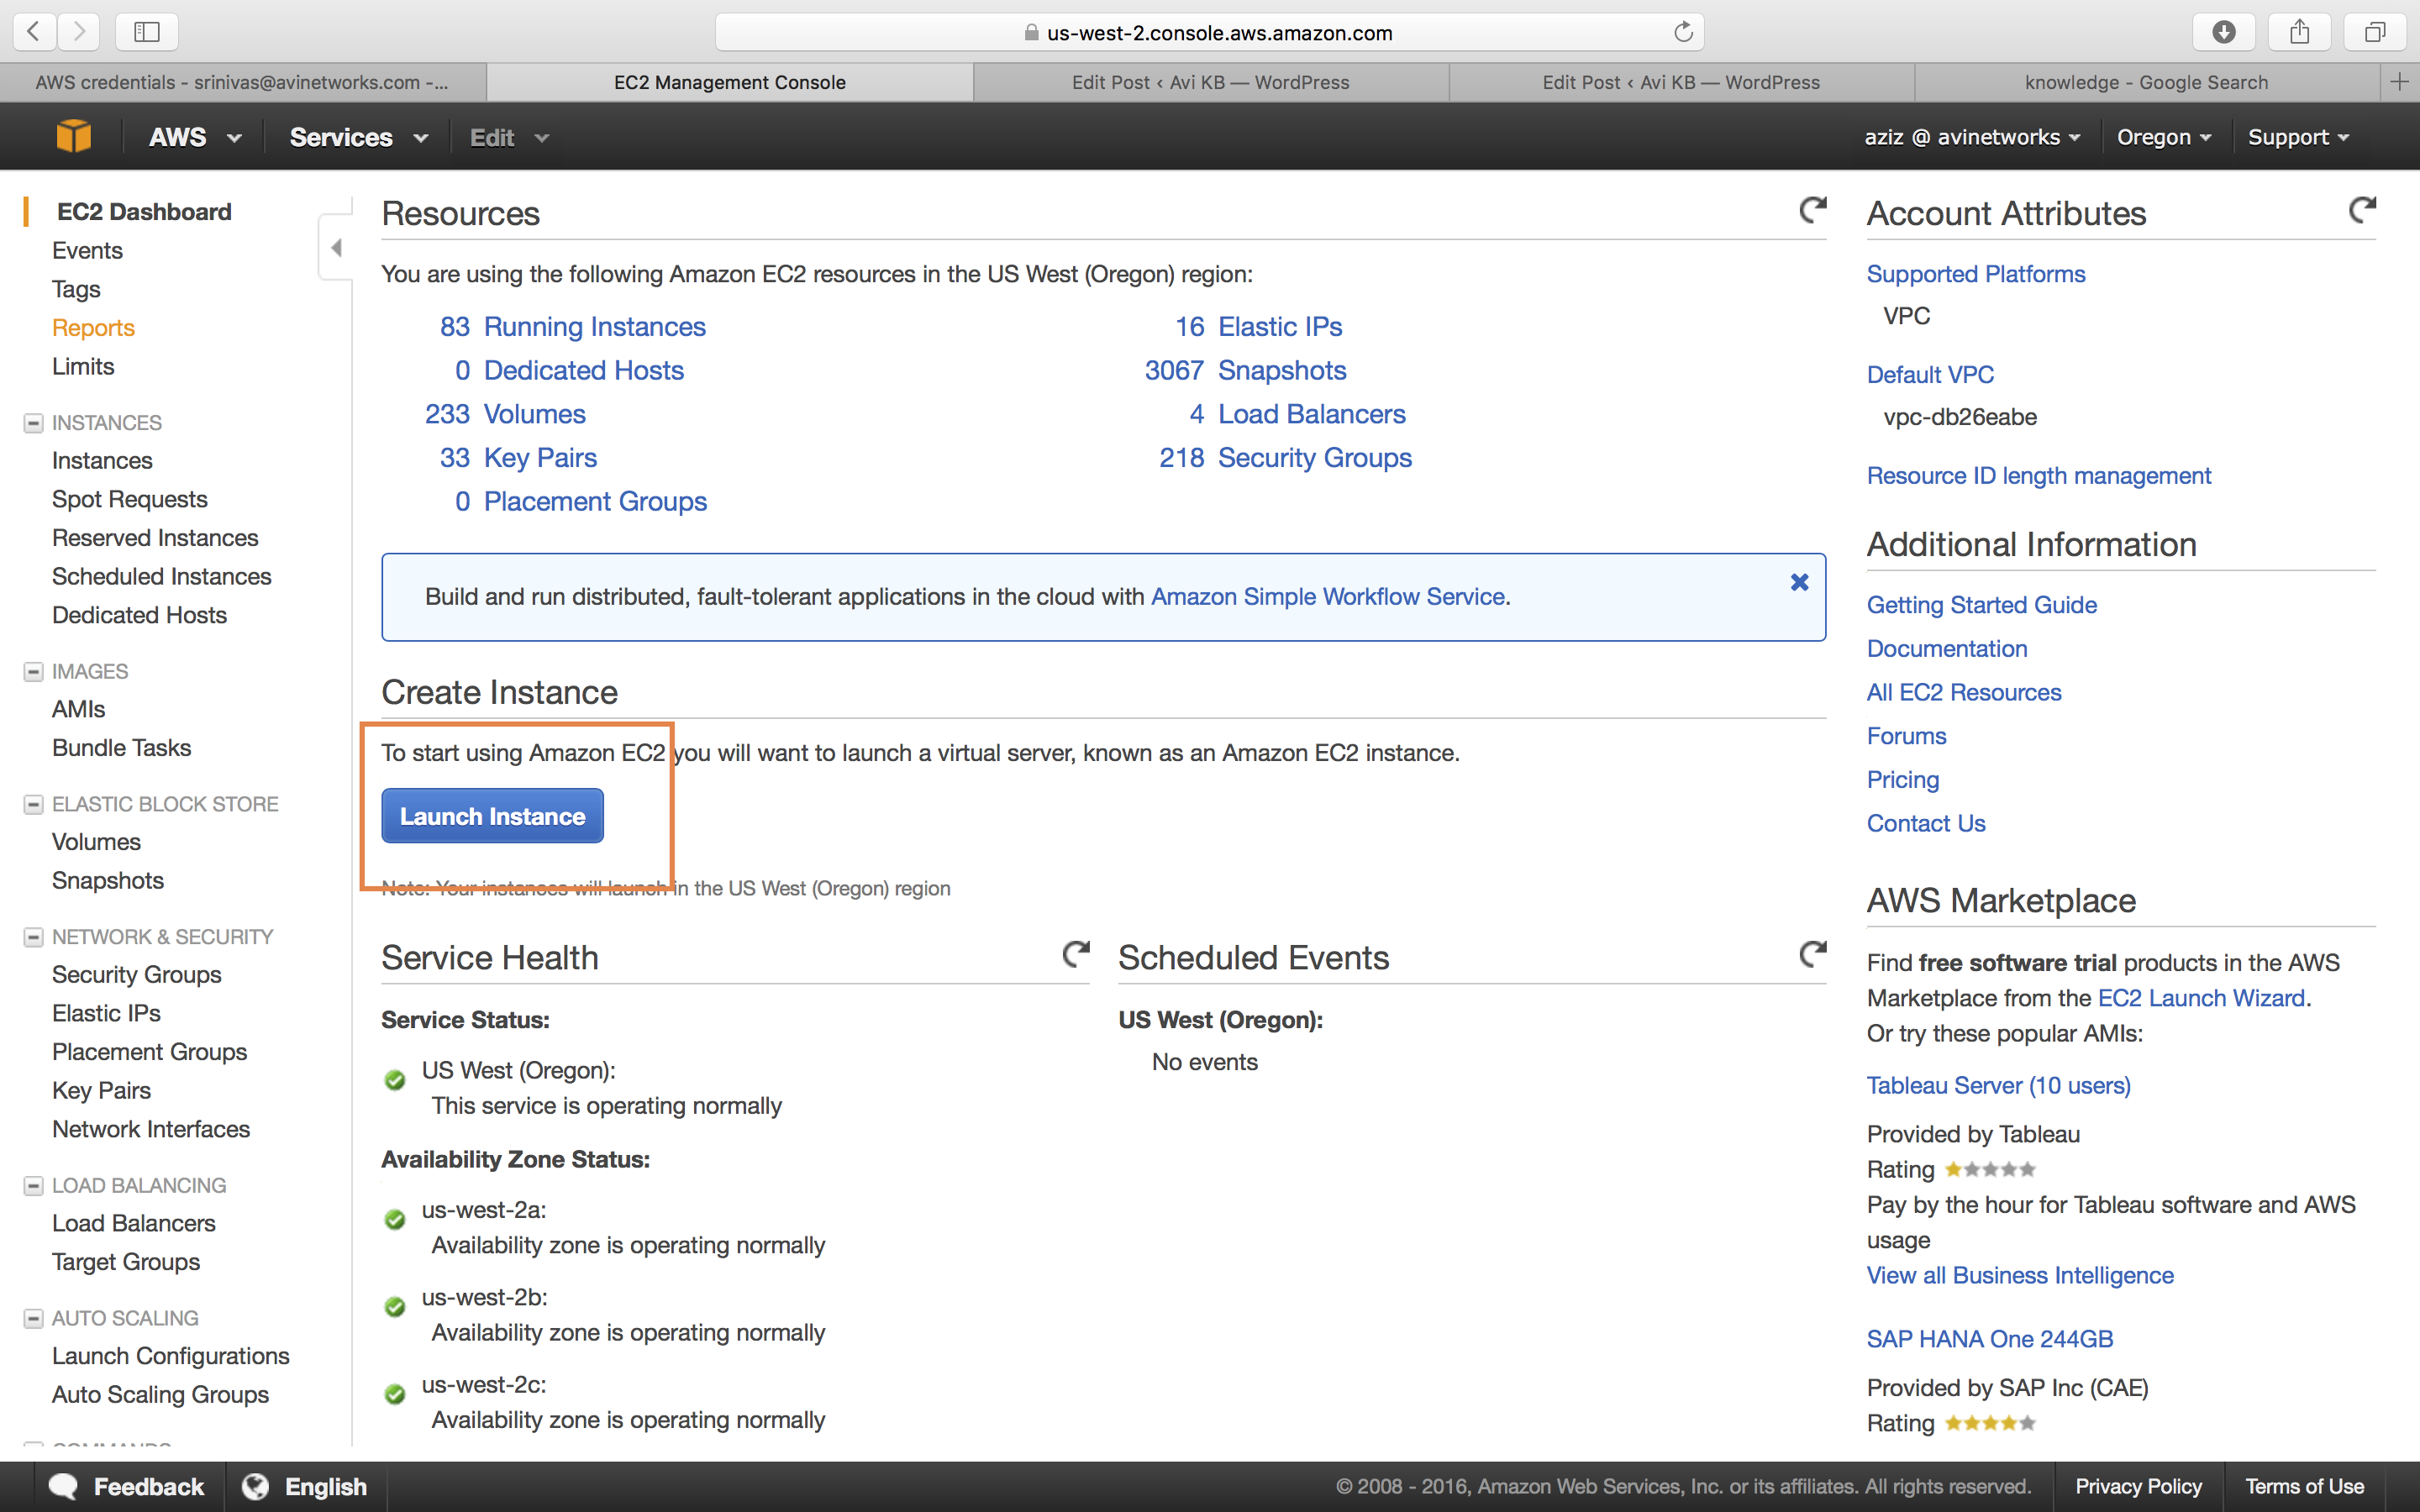 us-west-2.console.aws.amazon.com
AWS credentials - srinivas@avinetworks.com -...
EC2 Management Console
Edit Post ‹ Avi KB — WordPress
Edit Post ‹ Avi KB — WordPress
knowledge - Google Search
AWS
Services
Edit
aziz @ avinetworks
Oregon
Support
EC2 Dashboard
Events
Tags
Reports
Limits
INSTANCES
Instances
Spot Requests
Reserved Instances
Scheduled Instances
Dedicated Hosts
IMAGES
AMIs
Bundle Tasks
ELASTIC BLOCK STORE
Volumes
Snapshots
NETWORK & SECURITY
Security Groups
Elastic IPs
Placement Groups
Key Pairs
Network Interfaces
LOAD BALANCING
Load Balancers
Target Groups
AUTO SCALING
Launch Configurations
Auto Scaling Groups
COMMANDS
Resources
You are using the following Amazon EC2 resources in the US West (Oregon) region:
83 Running Instances
0 Dedicated Hosts
233 Volumes
33 Key Pairs
0 Placement Groups
16 Elastic IPs
3067 Snapshots
4 Load Balancers
218 Security Groups
Build and run distributed, fault-tolerant applications in the cloud with Amazon Simple Workflow Service.
Create Instance
To start using Amazon EC2 you will want to launch a virtual server, known as an Amazon EC2 instance.
Launch Instance
Note: Your instances will launch in the US West (Oregon) region
Service Health
Service Status:
US West (Oregon):
This service is operating normally
Availability Zone Status:
us-west-2a:
Availability zone is operating normally
us-west-2b:
Availability zone is operating normally
us-west-2c:
Availability zone is operating normally
Scheduled Events
US West (Oregon):
No events
Account Attributes
Supported Platforms
VPC
Default VPC
vpc-db26eabe
Resource ID length management
Additional Information
Getting Started Guide
Documentation
All EC2 Resources
Forums
Pricing
Contact Us
AWS Marketplace
Find free software trial products in the AWS
Marketplace from the EC2 Launch Wizard.
Or try these popular AMIs:
Tableau Server (10 users)
Provided by Tableau
Rating
Pay by the hour for Tableau software and AWS
usage
View all Business Intelligence
SAP HANA One 244GB
Provided by SAP Inc (CAE)
Rating
Feedback
English
© 2008 - 2016, Amazon Web Services, Inc. or its affiliates. All rights reserved.
Privacy Policy
Terms of Use